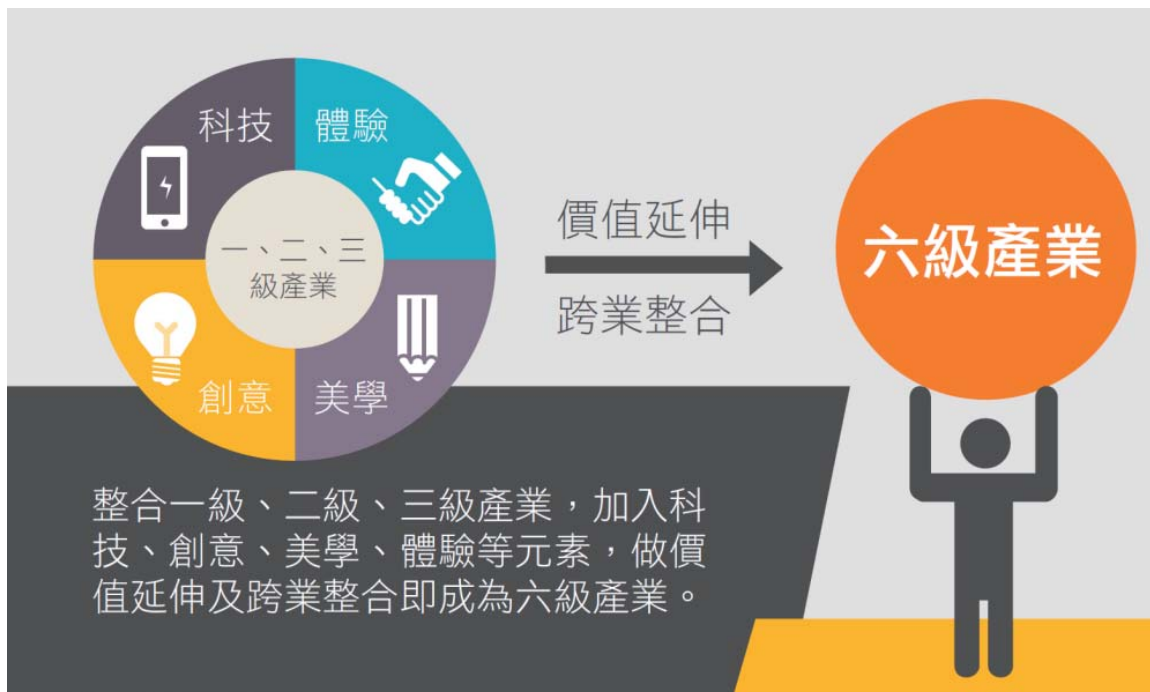 科技
體驗
一、二、三
級產業
創意
美學
價值延伸
跨業整合
六級產業
整合一級、二級、三級產業，加入科
技、創意、美學、體驗等元素，做價
值延伸及跨業整合即成為六級產業。